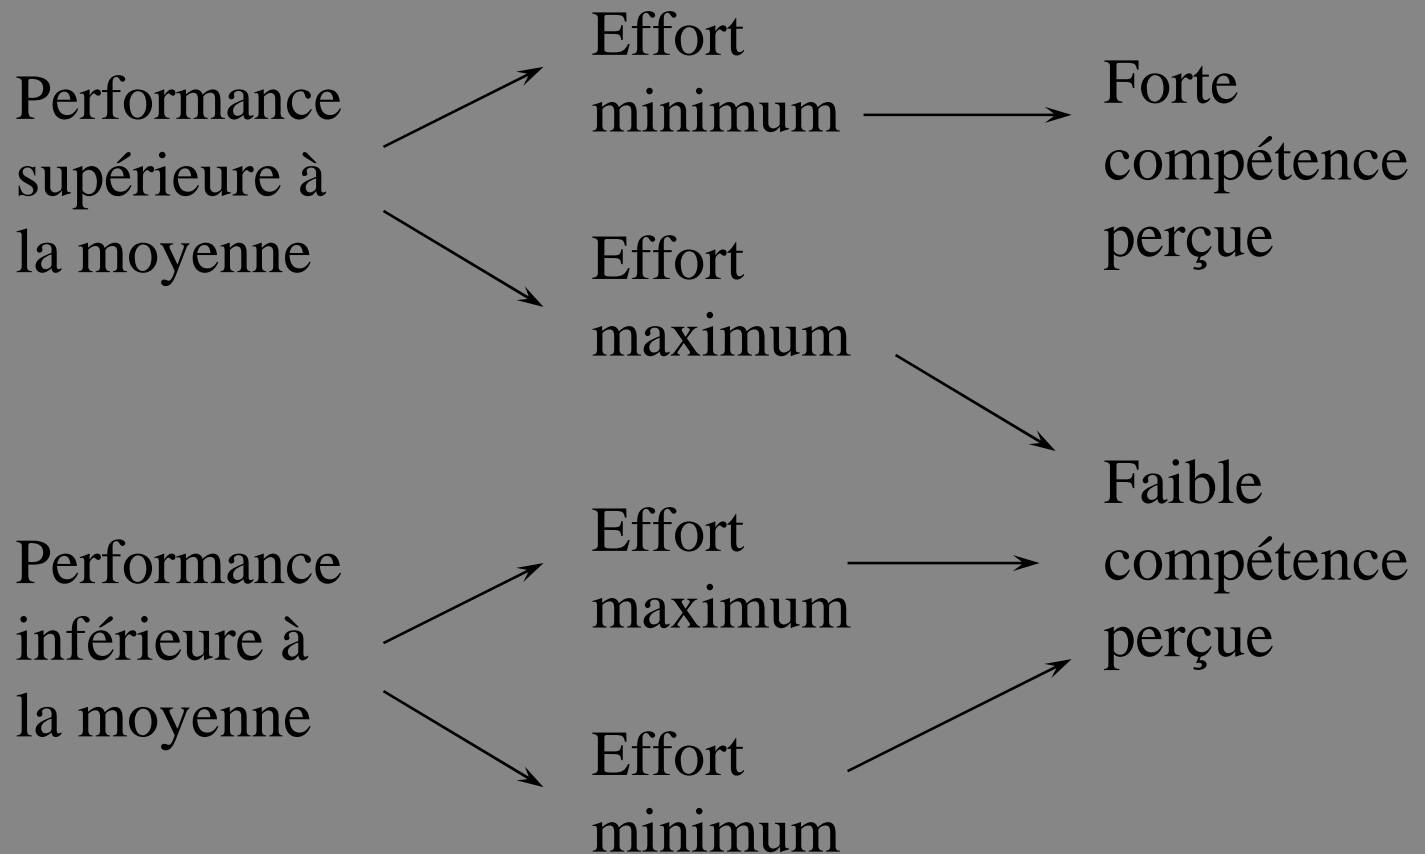 Performance
supérieure à
la moyenne
Effort
minimum
Effort
maximum
Forte
compétence
perçue
Performance
inférieure à
la moyenne
Effort
maximum
Effort
minimum
Faible
compétence
perçue